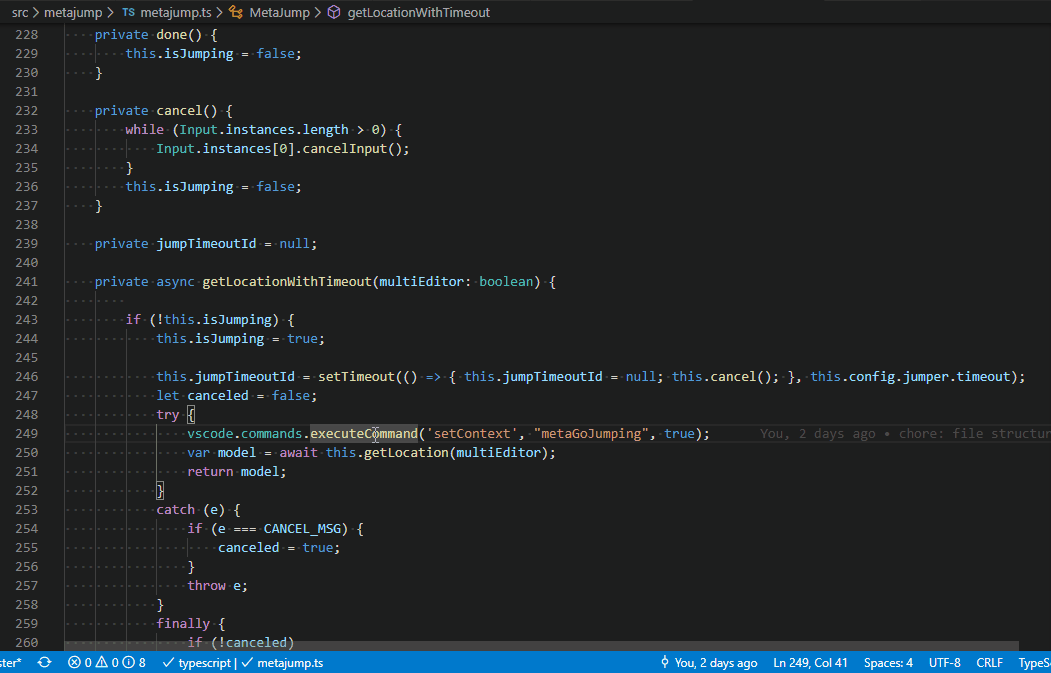 src > metajump > TS metajump.ts > MetaJump > getLocationWithTimeout
228 private done() {
229 this.isJumping = false;
230 }
231
232 private cancel() {
233 while (Input.instances.length > 0) {
234 Input.instances[0].cancelInput();
235 }
236 this.isJumping = false;
237 }
238
239 private jumpTimeoutId = null;
240
241 private async getLocationWithTimeout(multiEditor: boolean) {
242
243 if (!this.isJumping) {
244 this.isJumping = true;
245
246 this.jumpTimeoutId = setTimeout(() => { this.jumpTimeoutId = null; this.cancel(); }, this.config.jumper.timeout);
247 let canceled = false;
248 try {
249 vscode.commands.executeCommand('setContext', "metaGoJumping", true); You, 2 days ago • chore: file structur
250 var model = await this.getLocation(multiEditor);
251 return model;
252 }
253 catch (e) {
254 if (e === CANCEL_MSG) {
255 canceled = true;
256 }
257 throw e;
258 }
259 finally {
260 if (!canceled)
ster* 0 0 8 typescript | metajump.ts You, 2 days ago Ln 249, Col 41 Spaces: 4 UTF-8 CRLF TypeS